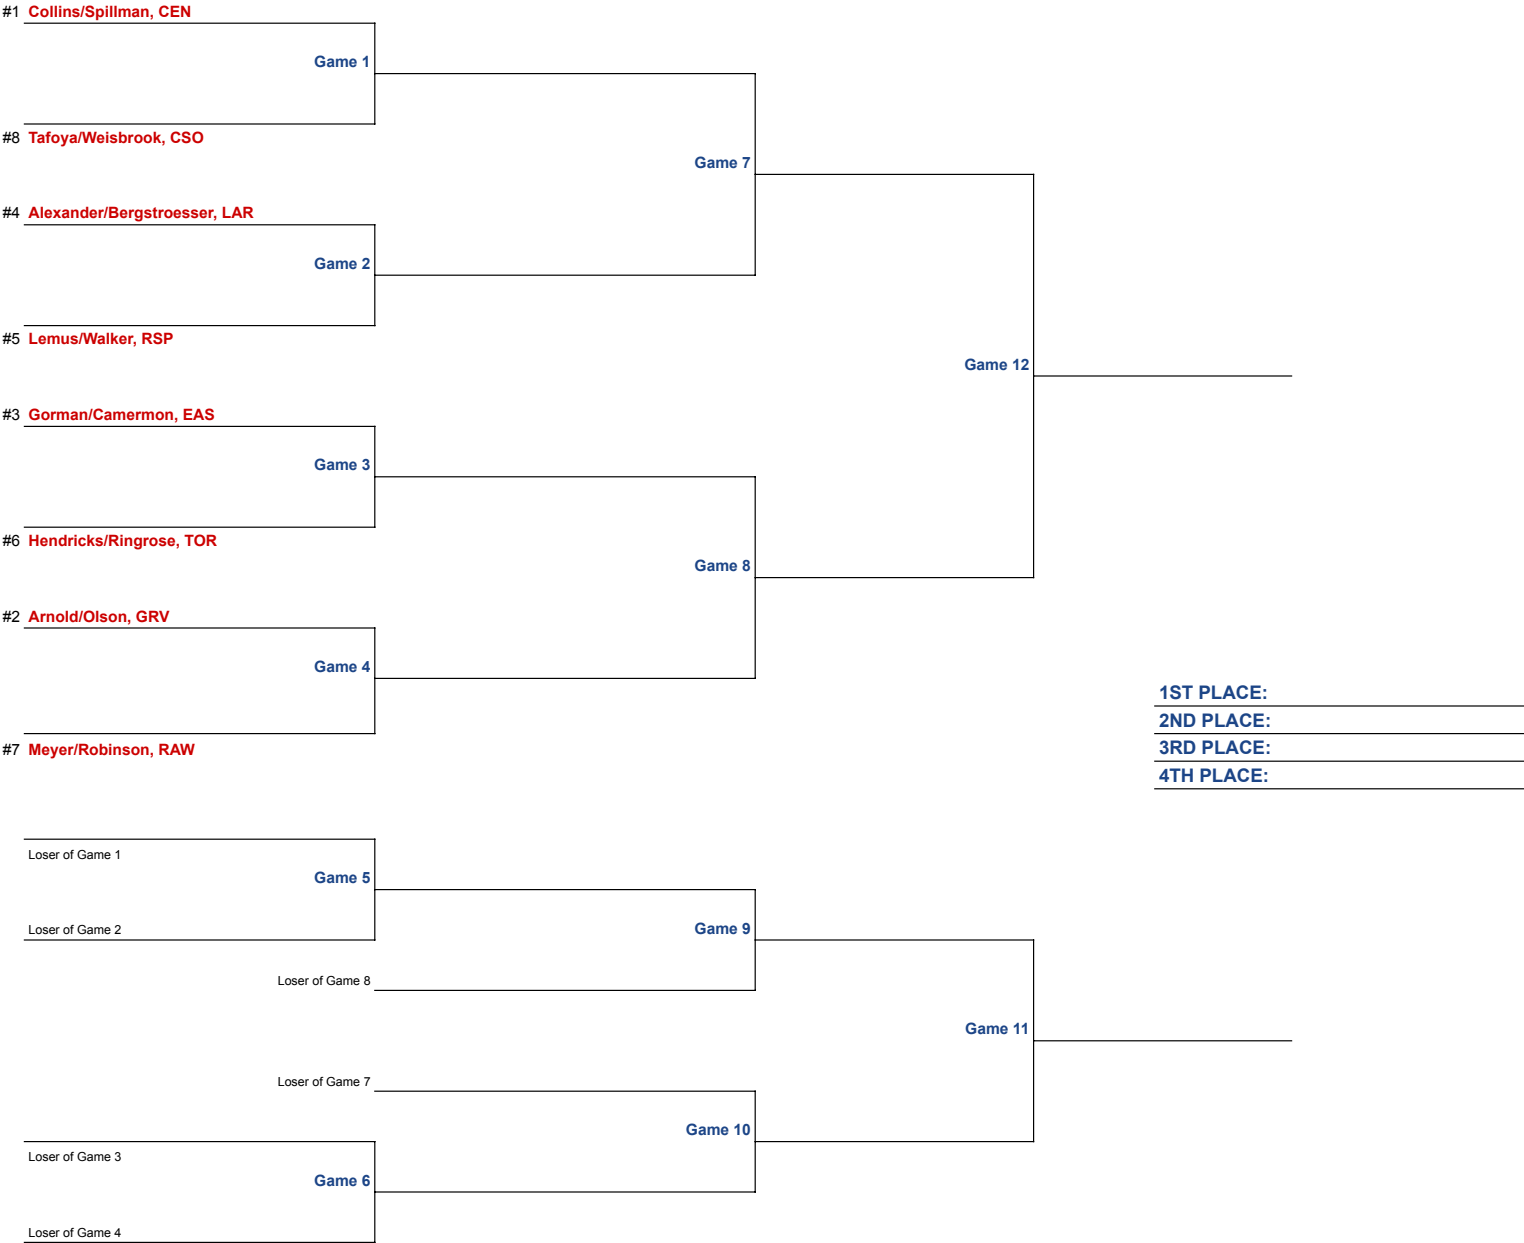 #1 Collins/Spillman, CEN
Game 1
#8 Tafoya/Weisbrook, CSO
Game 7
#4 Alexander/Bergstroesser, LAR
Game 2
#5 Lemus/Walker, RSP
Game 12
#3 Gorman/Camermon, EAS
Game 3
#6 Hendricks/Ringrose, TOR
Game 8
#2 Arnold/Olson, GRV
Game 4
#7 Meyer/Robinson, RAW
1ST PLACE:
2ND PLACE:
3RD PLACE:
4TH PLACE:
Loser of Game 1
Game 5
Loser of Game 2
Game 9
Loser of Game 8
Game 11
Loser of Game 7
Game 10
Loser of Game 3
Game 6
Loser of Game 4